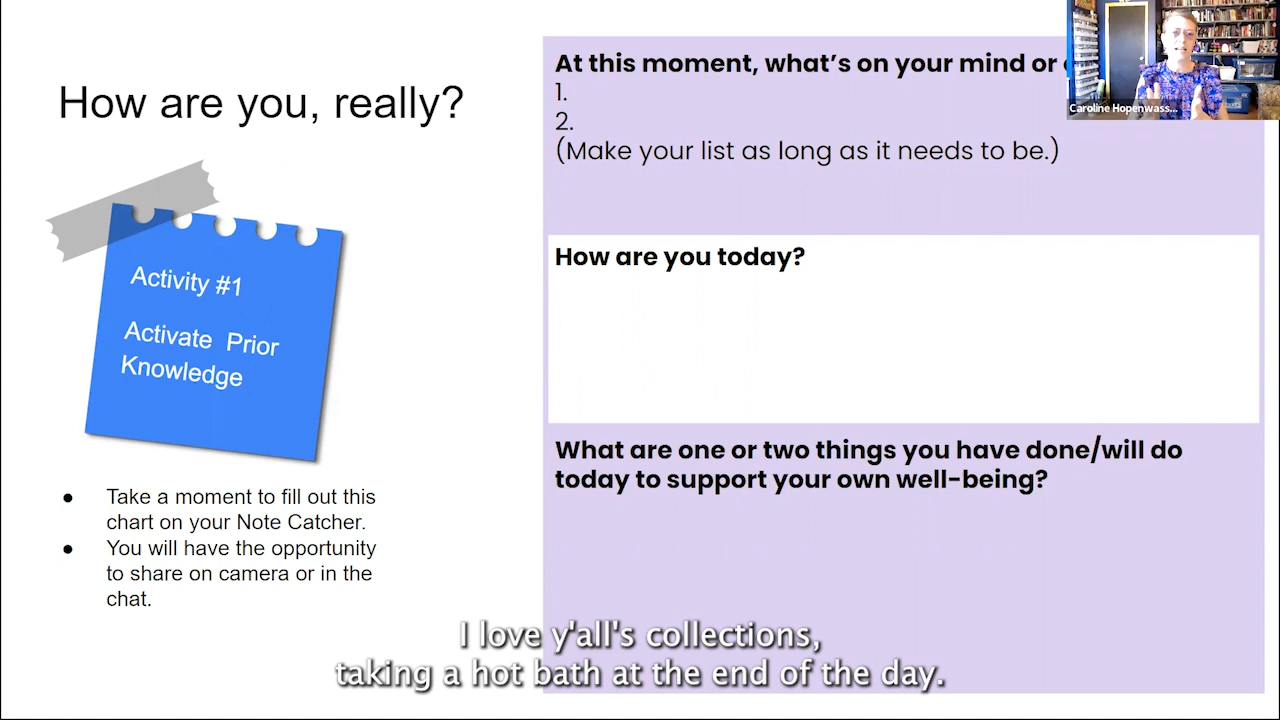 How are you, really?
Activity #1
Activate Prior
Knowledge
● Take a moment to fill out this
chart on your Note Catcher.
● You will have the opportunity
to share on camera or in the
chat.
At this moment, what's on your mind or
1.
2.
(Make your list as long as it needs to be.)
How are you today?
What are one or two things you have done/will do
today to support your own well-being?
Caroline Hopenwass...
I love y'all's collections,
taking a hot bath at the end of the day.